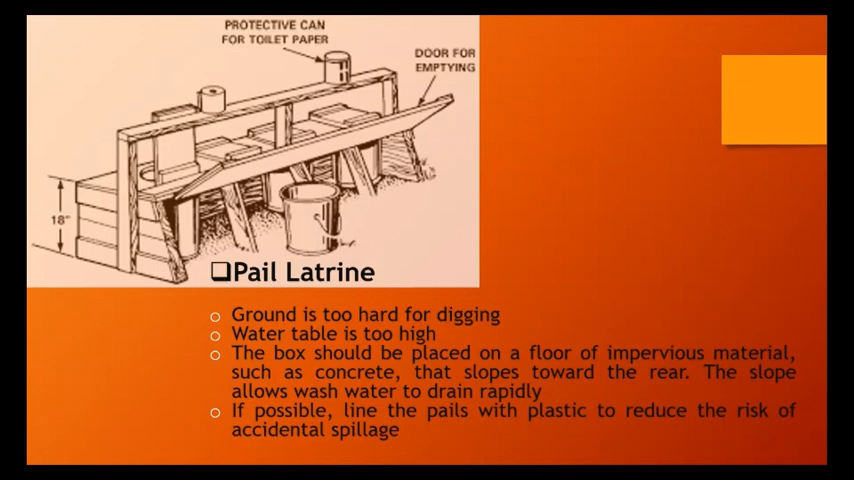 PROTECTIVE CAN
FOR TOILET PAPER
DOOR FOR
EMPTYING
18"
Pail Latrine
Ground is too hard for digging
Water table is too high
The box should be placed on a floor of impervious material,
such as concrete, that slopes toward the rear. The slope
allows wash water to drain rapidly
If possible, line the pails with plastic to reduce the risk of
accidental spillage